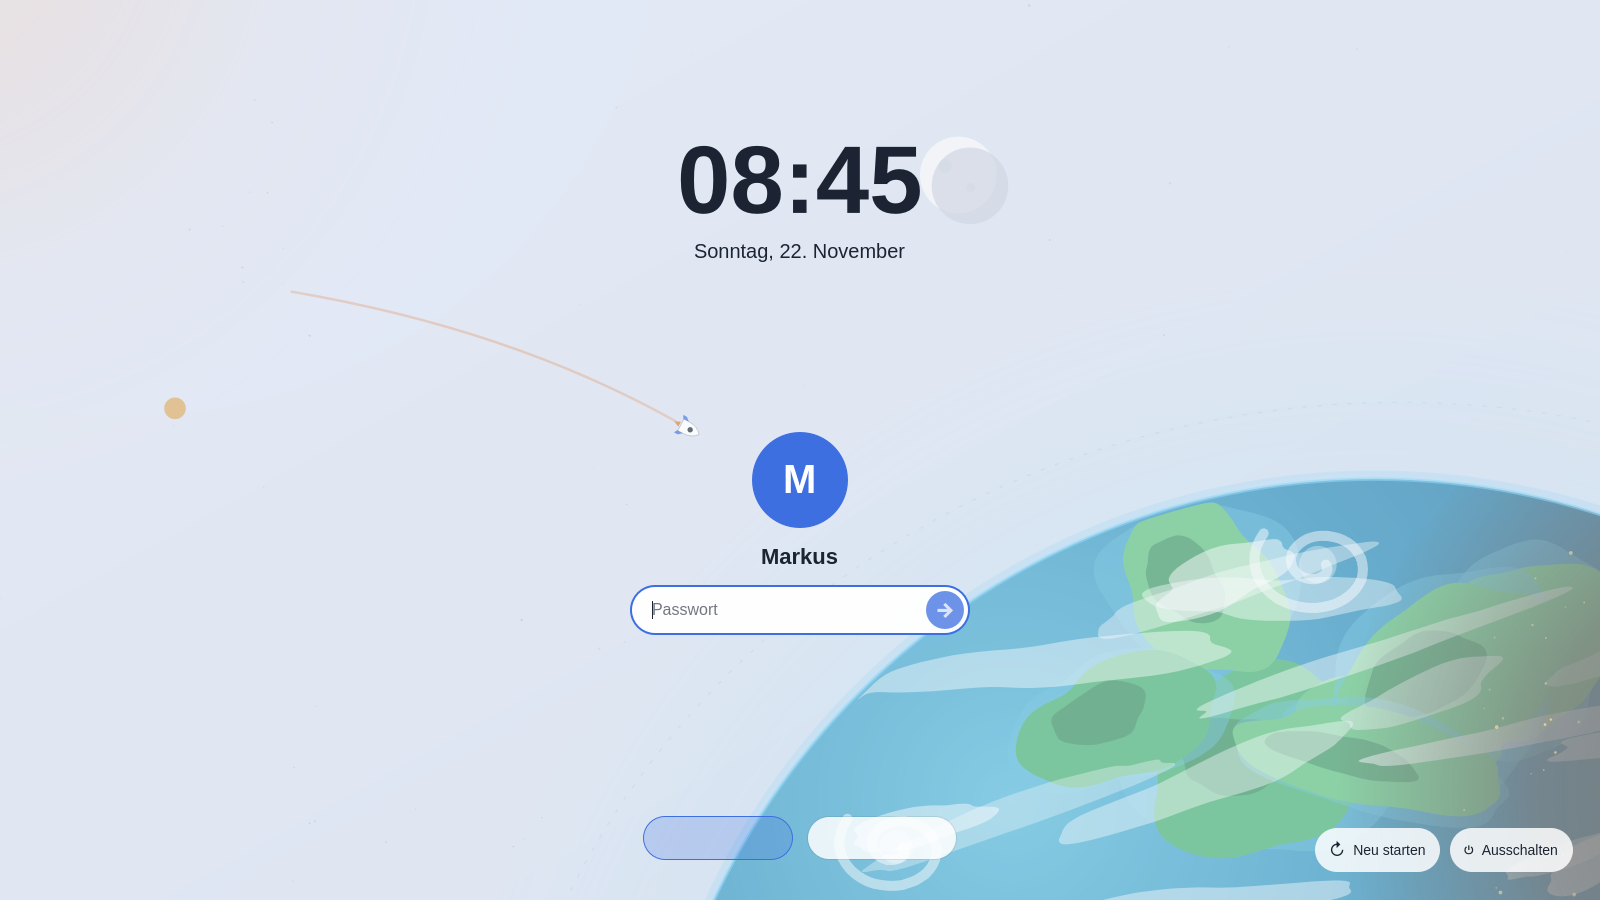 08:45
Sonntag, 22. November
M
Markus
Passwort
Neu starten
Ausschalten